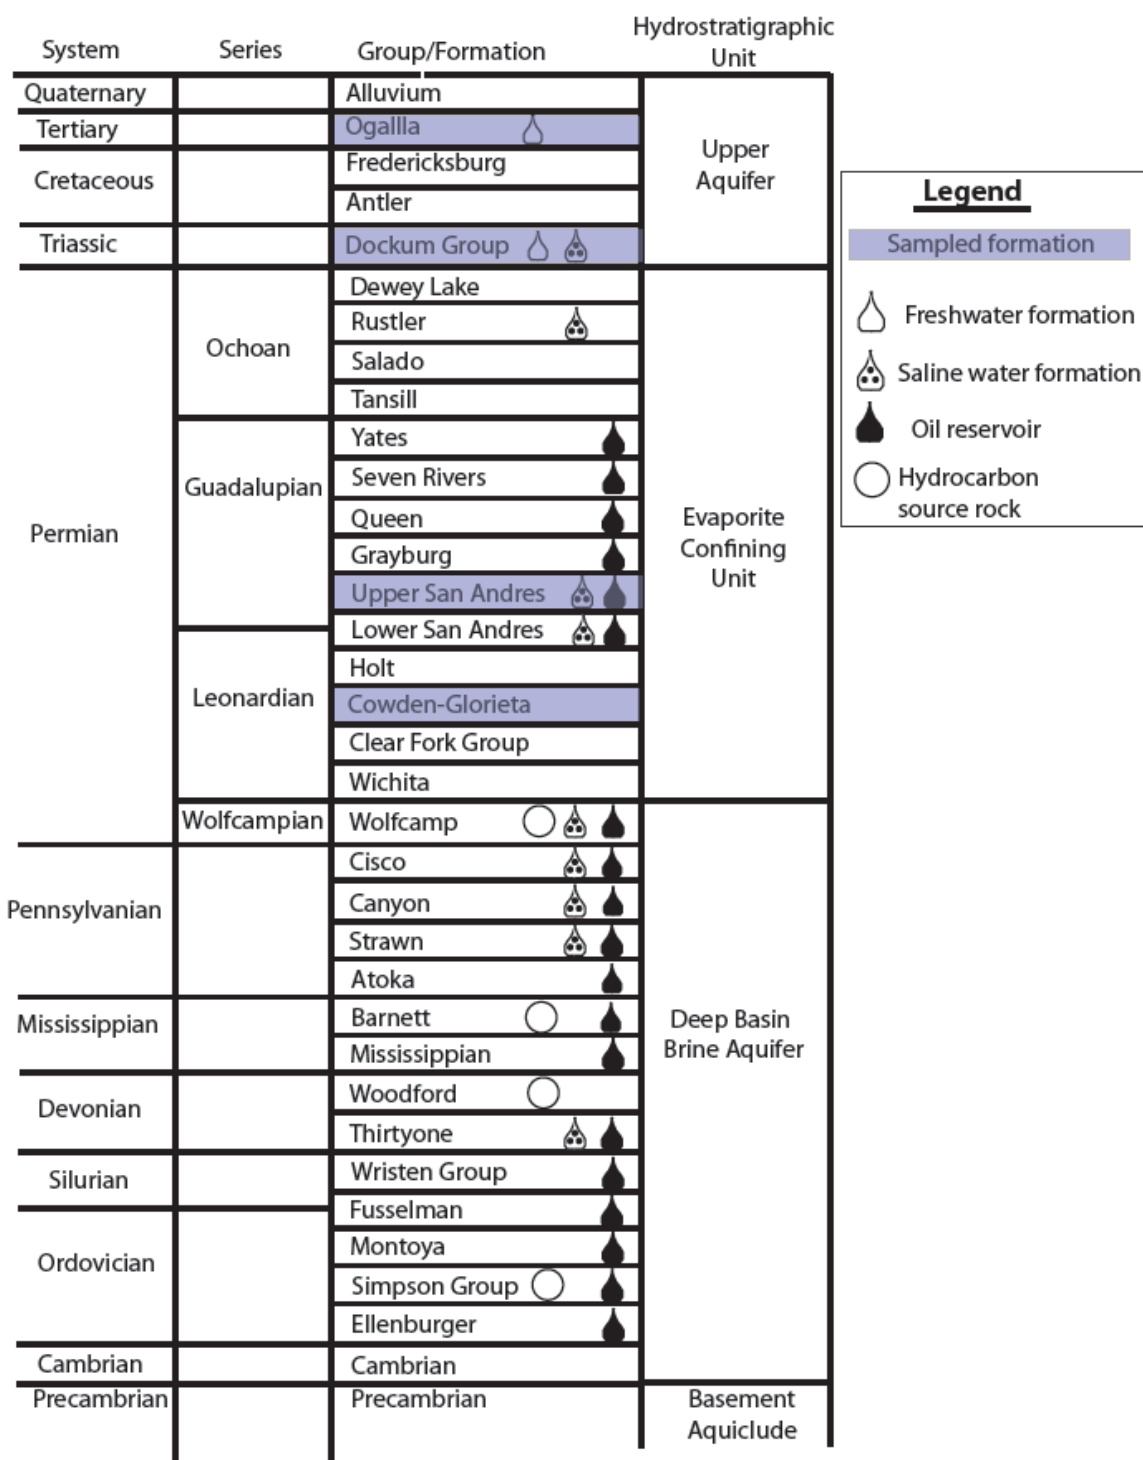 System Series Group/Formation Hydrostratigraphic
Unit
Quaternary Alluvium
Tertiary Ogallla
Cretaceous Fredericksburg
Antler
Upper
Aquifer
Triassic Dockum Group
Permian
Ochoan
Dewey Lake
Rustler
Salado
Tansill
Guadalupian
Yates
Seven Rivers
Queen
Grayburg
Upper San Andres
Leonardian
Lower San Andres
Holt
Cowden-Glorieta
Clear Fork Group
Wichita
Evaporite
Confining
Unit
Wolfcampian Wolfcamp
Pennsylvanian
Cisco
Canyon
Strawn
Atoka
Mississippian
Barnett
Mississippian
Devonian
Woodford
Thirtyone
Silurian
Wristen Group
Fusselman
Ordovician
Montoya
Simpson Group
Ellenburger
Cambrian Cambrian
Deep Basin
Brine Aquifer
Precambrian Precambrian
Basement
Aquiclude
Legend
Sampled formation
Freshwater formation
Saline water formation
Oil reservoir
Hydrocarbon
source rock